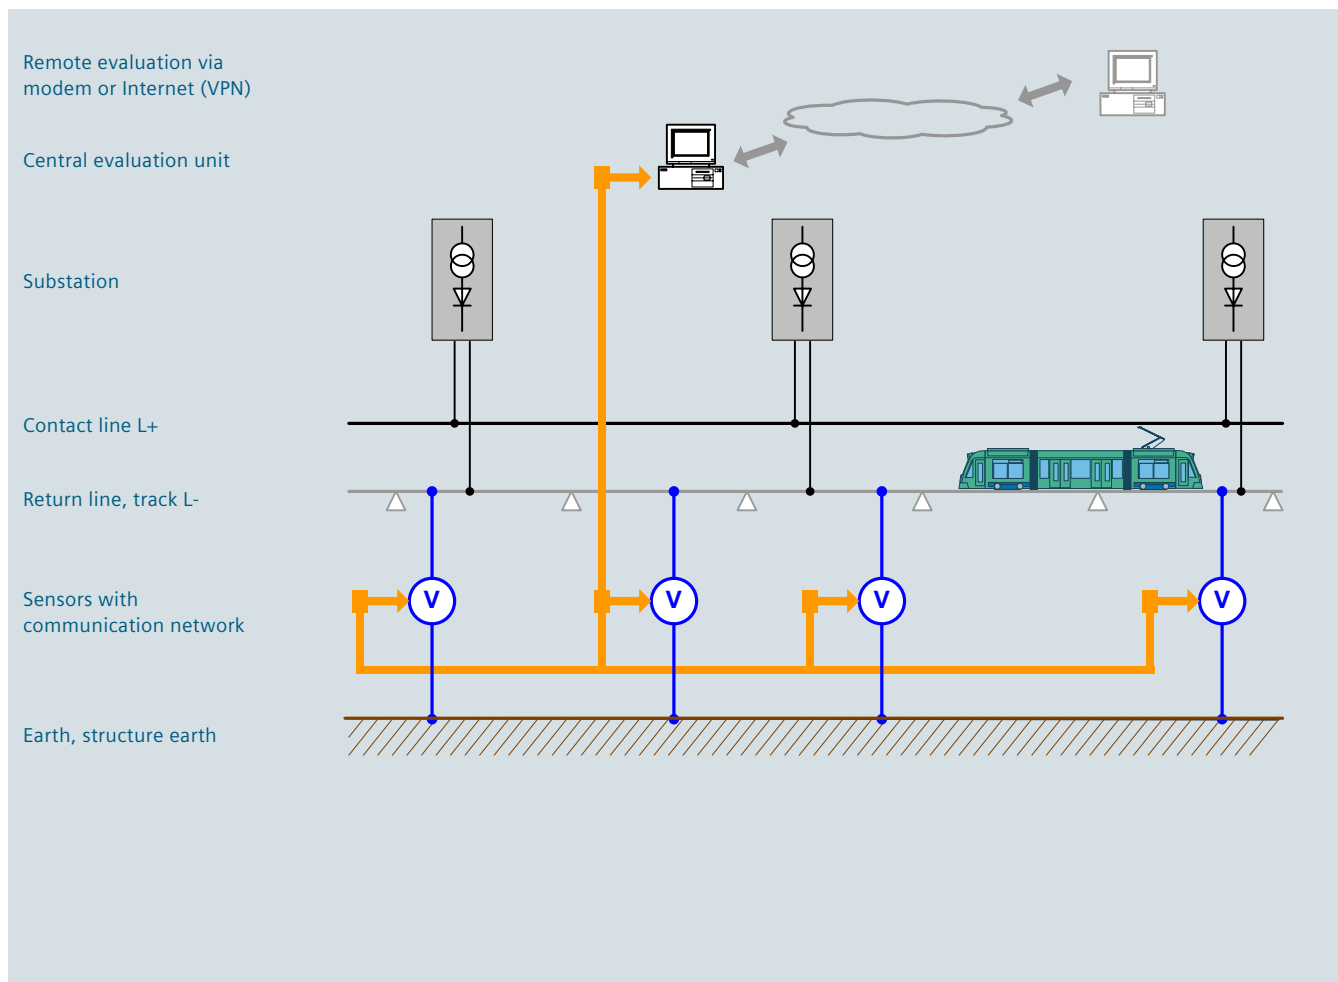 Remote evaluation via
modem or Internet (VPN)
Central evaluation unit
Substation
Contact line L+
Return line, track L-
Sensors with
communication network
V V V V
Earth, structure earth